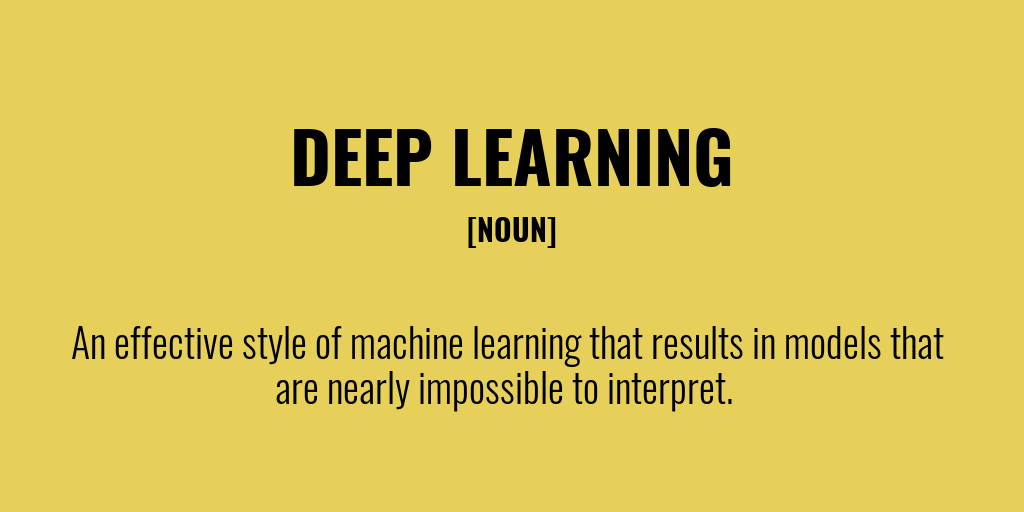 DEEP LEARNING
[NOUN]
An effective style of machine learning that results in models that
are nearly impossible to interpret.